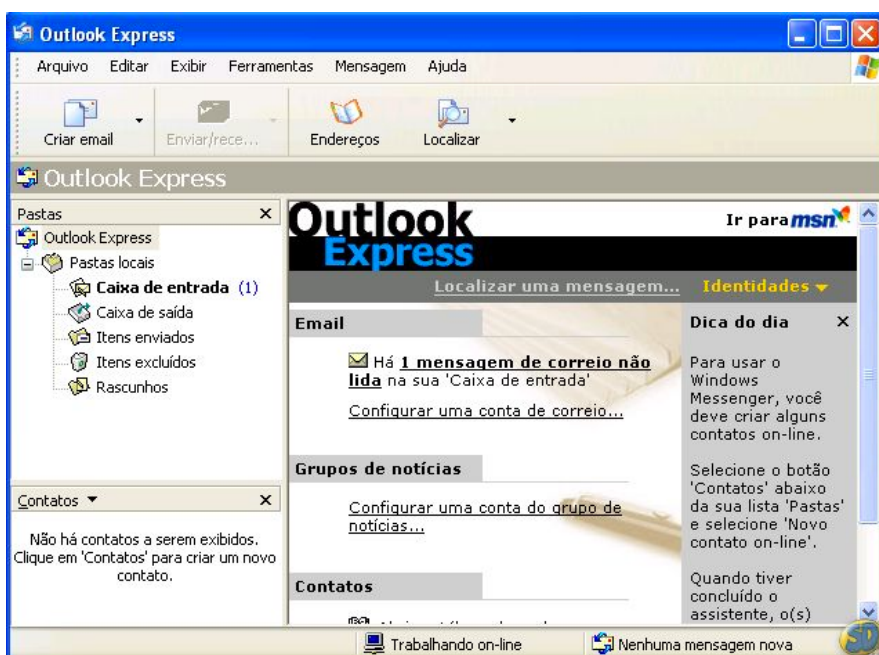 Outlook Express
Arquivo Editar Exibir Ferramentas Mensagem Ajuda
Criar email Enviar/rece... Endereços Localizar
Outlook Express
Pastas
Outlook Express
Pastas locais
Caixa de entrada (1)
Caixa de saída
Itens enviados
Itens excluídos
Rascunhos
Contatos
Não há contatos a serem exibidos.
Clique em 'Contatos' para criar um novo
contato.
Outlook
Express
Ir para msn
Localizar uma mensagem... Identidades
Email
Há 1 mensagem de correio não
lida na sua 'Caixa de entrada'
Configurar uma conta de correio...
Grupos de notícias
Configurar uma conta do grupo de
notícias...
Contatos
Dica do dia
Para usar o
Windows
Messenger, você
deve criar alguns
contatos on-line.
Selecione o botão
'Contatos' abaixo
da sua lista 'Pastas'
e selecione 'Novo
contato on-line'.
Quando tiver
concluído o
assistente, o(s)
Trabalhando on-line Nenhuma mensagem nova
SD